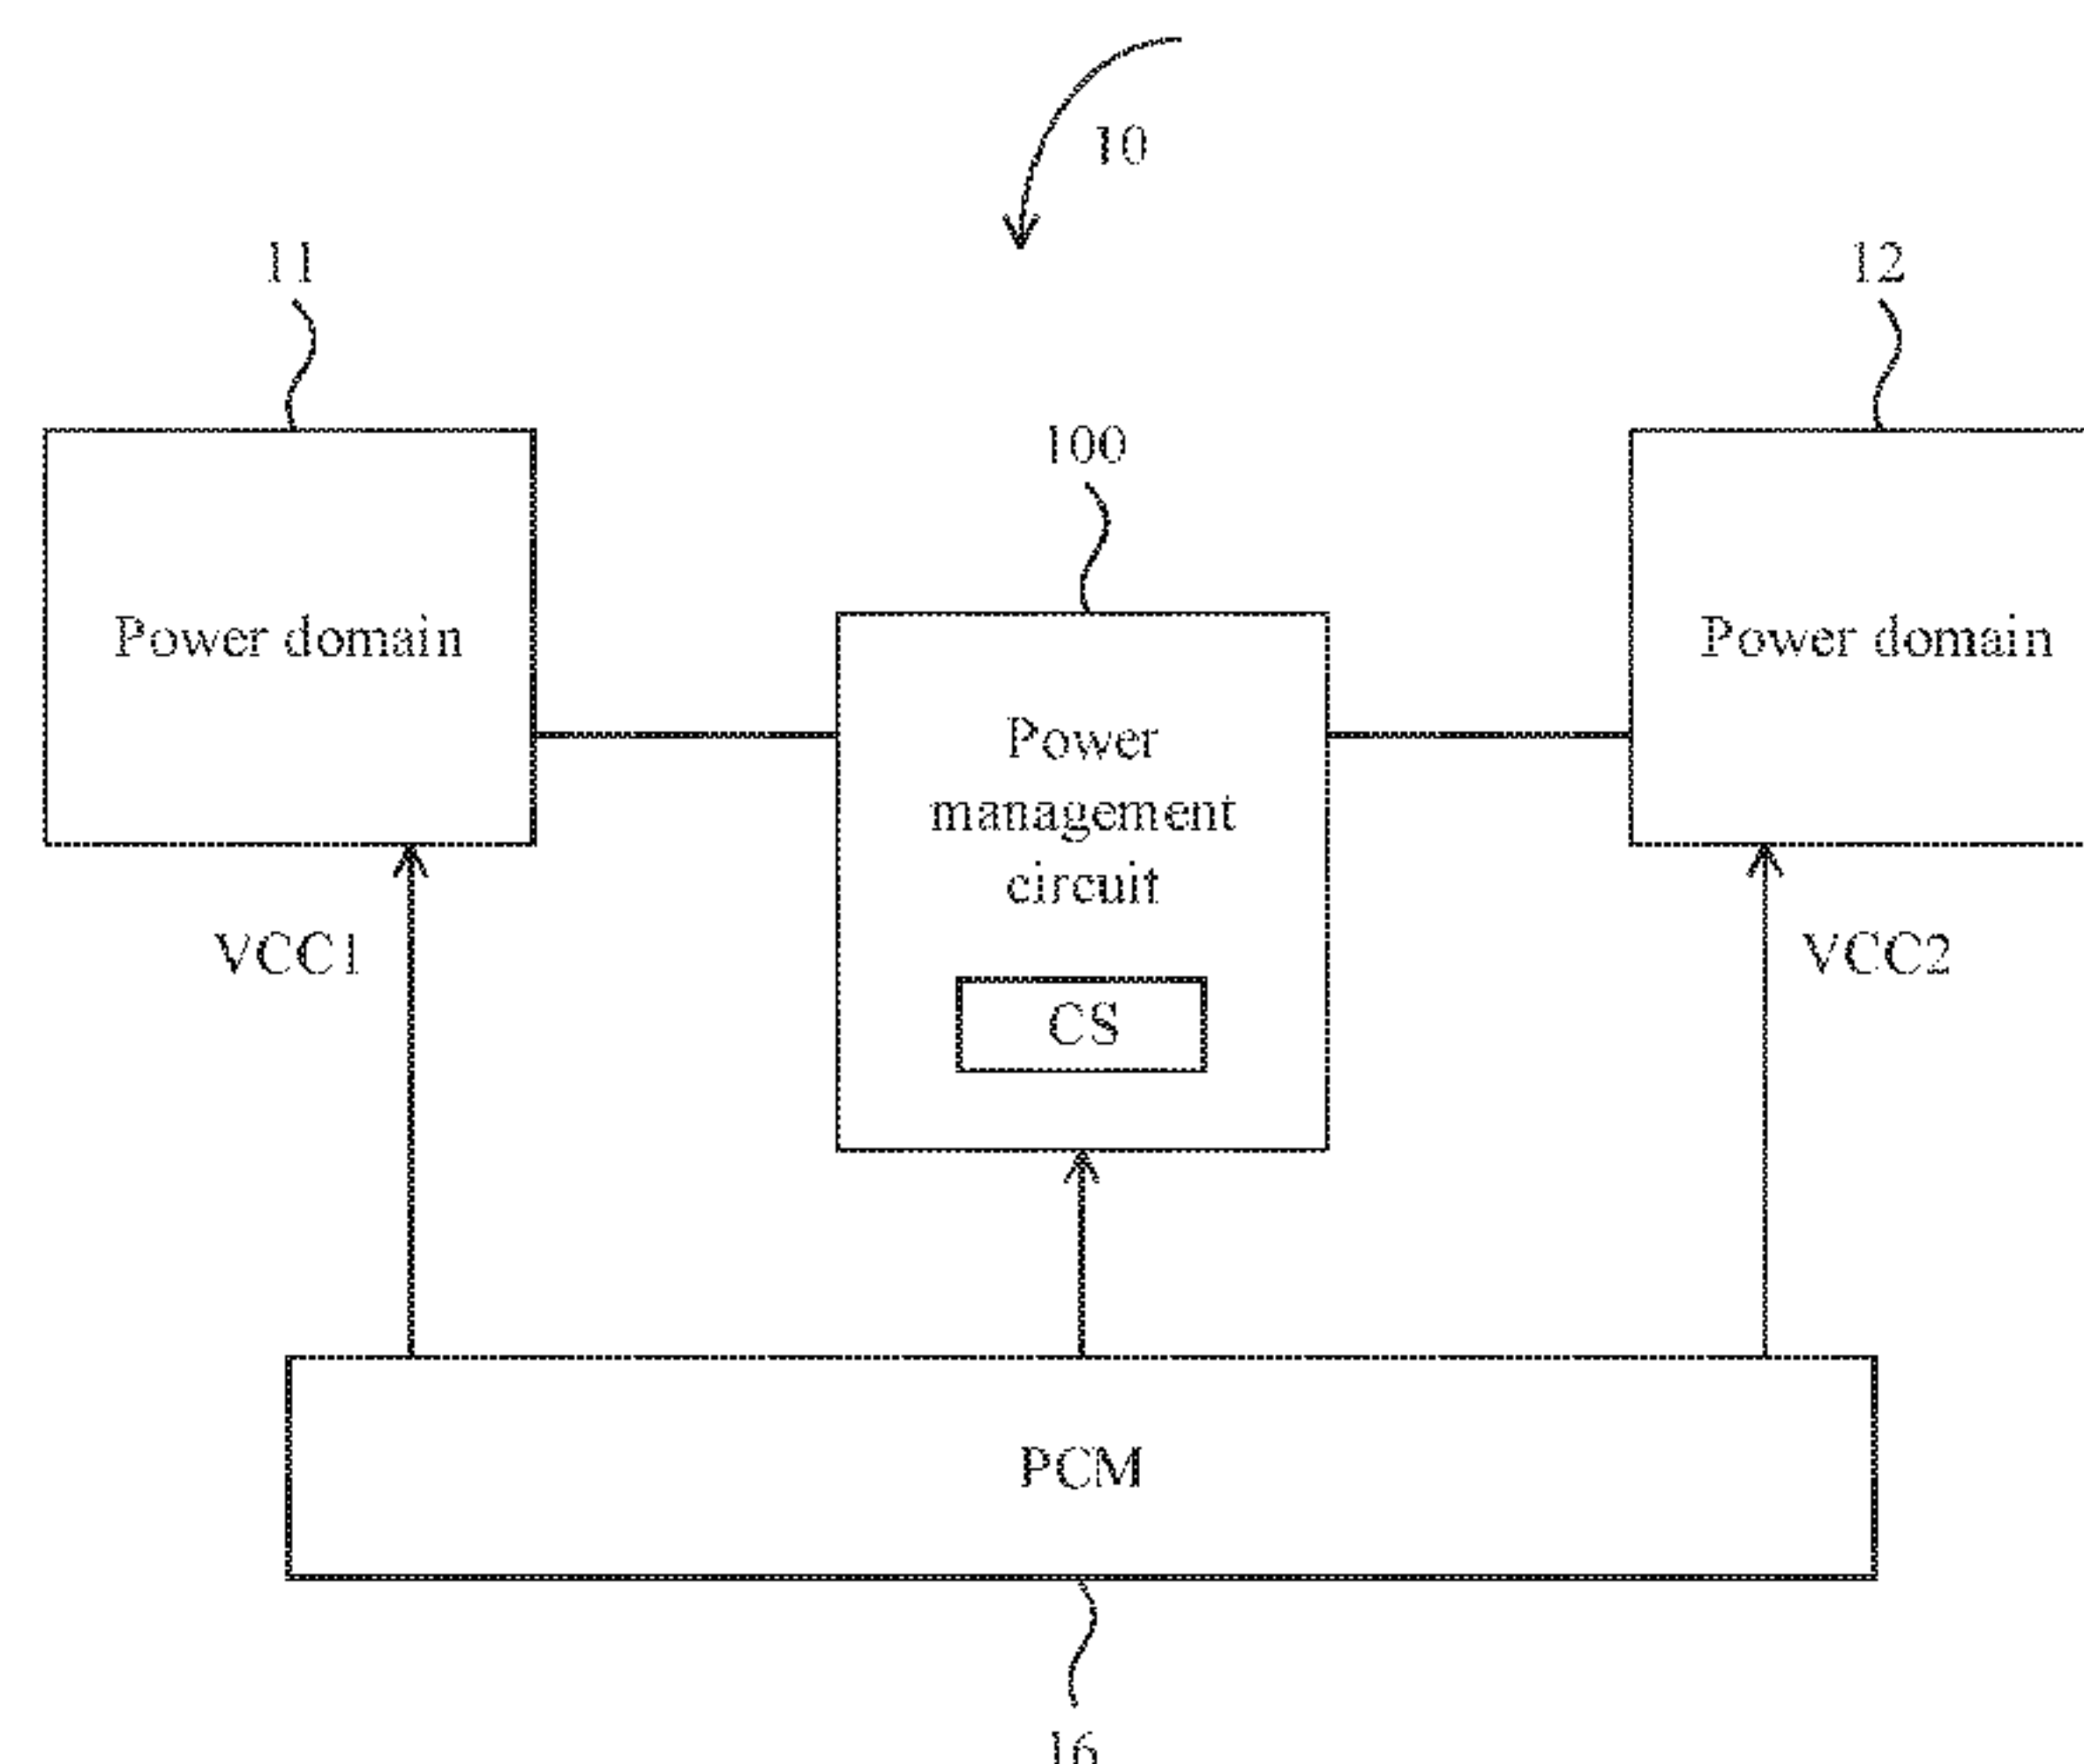 10
11
12
100
Power domain
Power domain
Power
management
circuit
VCC1
VCC2
CS
PCM
16